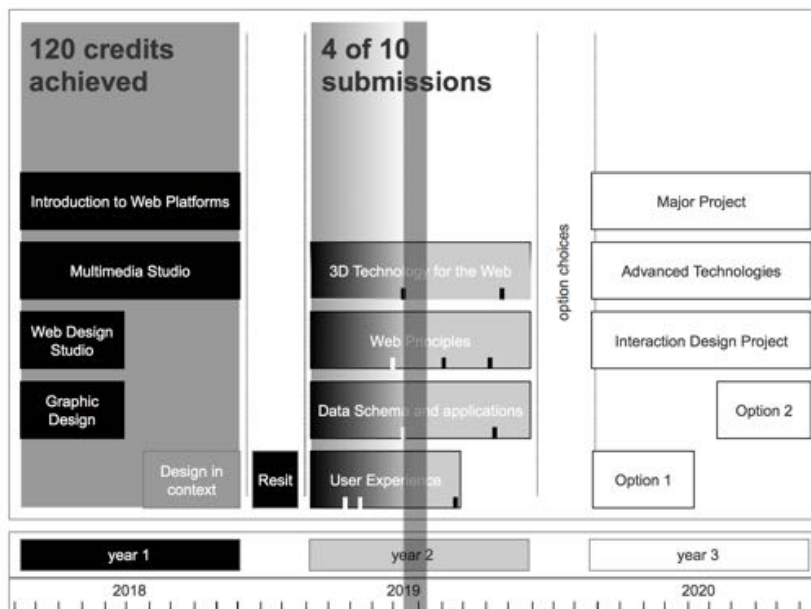 120 credits
achieved
4 of 10
submissions
Introduction to Web Platforms
Major Project
Multimedia Studio
3D Technology for the Web
Advanced Technologies
Web Design
Studio
Web Principles
Interaction Design Project
Graphic
Design
Data Schema and applications
Option 2
Design in
context
Resit
User Experience
option choices
Option 1
year 1
year 2
year 3
2018
2019
2020